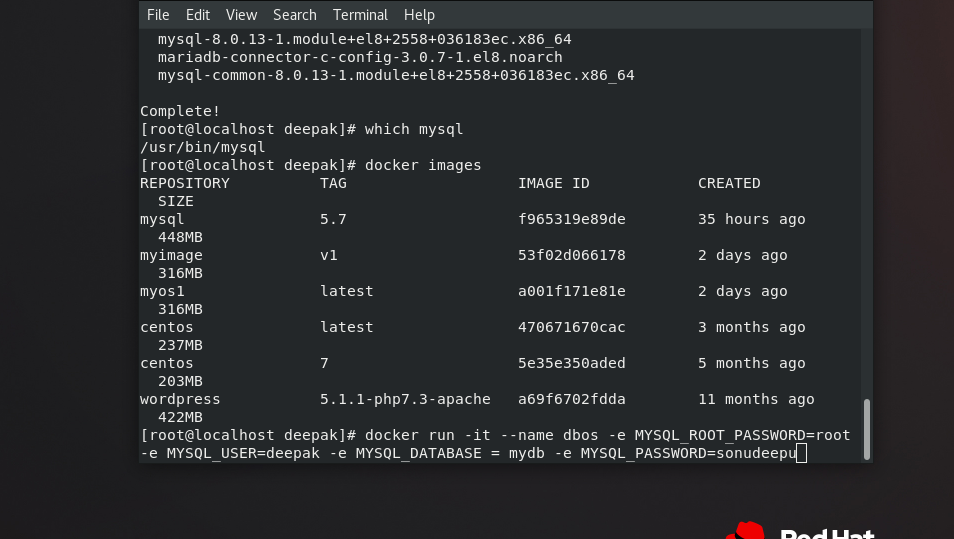 File Edit View Search Terminal Help
mysql-8.0.13-1.module+el8+2558+036183ec.x86_64
mariadb-connector-c-config-3.0.7-1.el8.noarch
mysql-common-8.0.13-1.module+el8+2558+036183ec.x86_64
Complete!
[root@localhost deepak]# which mysql
/usr/bin/mysql
[root@localhost deepak]# docker images
REPOSITORY TAG IMAGE ID CREATED
SIZE
mysql 5.7 f965319e89de 35 hours ago
448MB
myimage v1 53f02d066178 2 days ago
316MB
myos1 latest a001f171e81e 2 days ago
316MB
centos latest 470671670cac 3 months ago
237MB
centos 7 5e35e350aded 5 months ago
203MB
wordpress 5.1.1-php7.3-apache a69f6702fdda 11 months ago
422MB
[root@localhost deepak]# docker run -it --name dbos -e MYSQL_ROOT_PASSWORD=root
-e MYSQL_USER=deepak -e MYSQL_DATABASE = mydb -e MYSQL_PASSWORD=sonudeepu
Red Hat